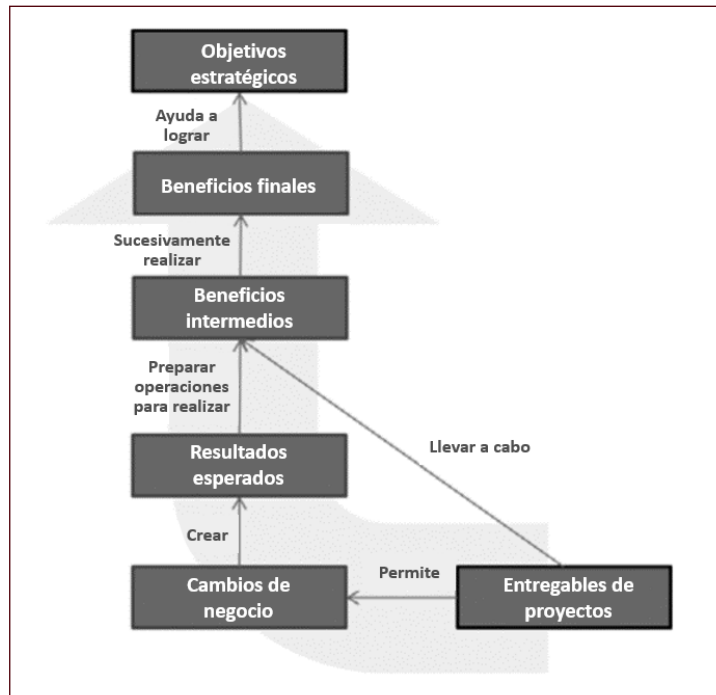 Objetivos
estratégicos
Ayuda a
lograr
Beneficios finales
Sucesivamente
realizar
Beneficios
intermedios
Preparar
operaciones
para realizar
Llevar a cabo
Resultados
esperados
Crear
Permite
Cambios de
negocio
Entregables de
proyectos